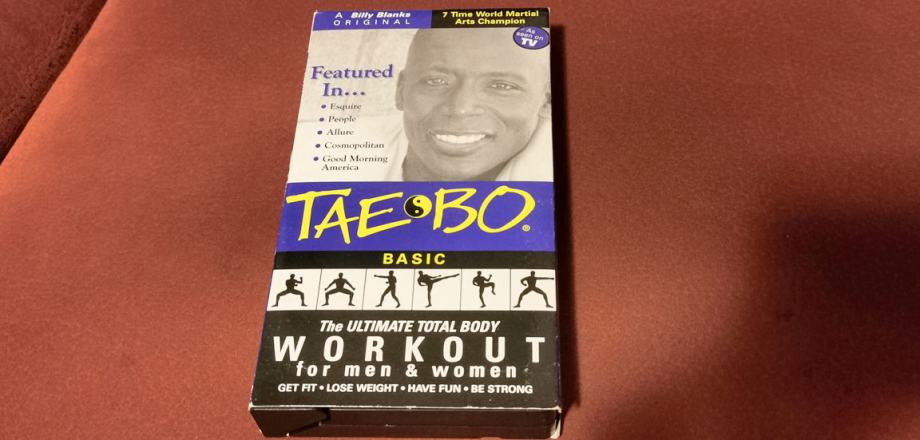 A Billy Blanks
ORIGINAL
7 Time World Martial
Arts Champion
As
seen on
TV
Featured
In...
• Esquire
• People
• Allure
• Cosmopolitan
• Good Morning
America
TAE BO®
BASIC
The ULTIMATE TOTAL BODY
WORKOUT
for men & women
GET FIT • LOSE WEIGHT • HAVE FUN • BE STRONG